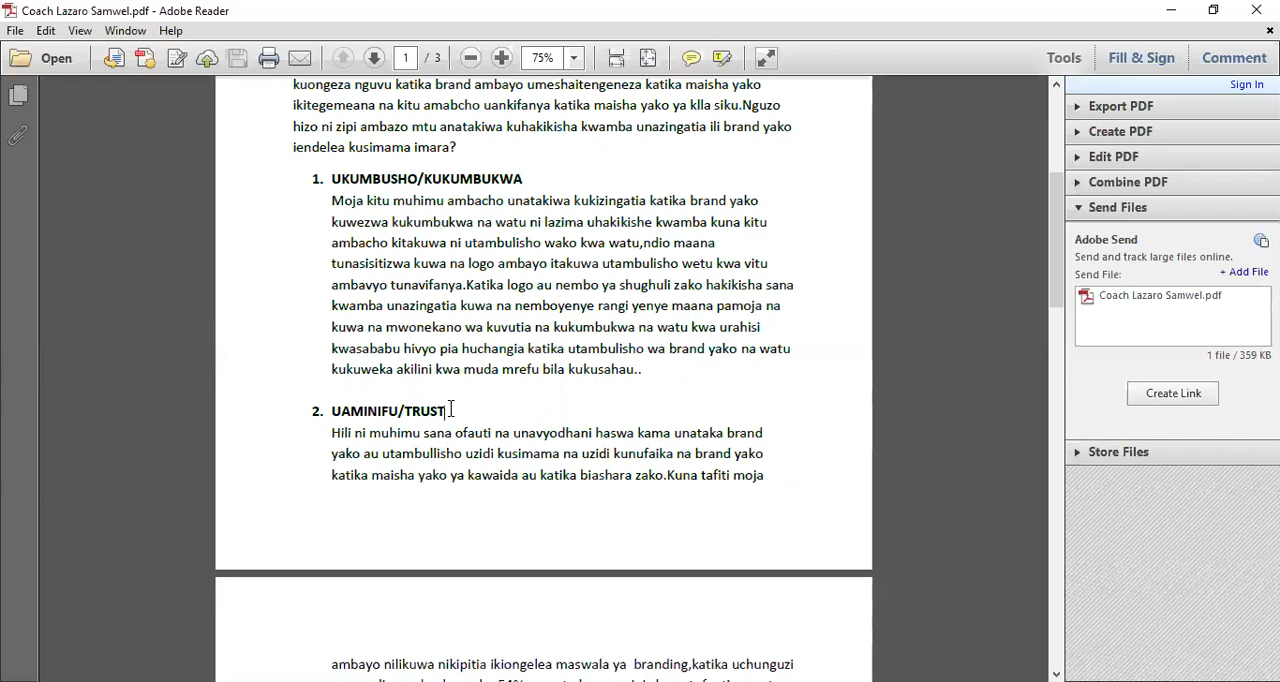 Coach Lazaro Samwel.pdf - Adobe Reader
File Edit View Window Help
Open 1 / 3 75% Tools Fill & Sign Comment
Sign In
Export PDF
Create PDF
Edit PDF
Combine PDF
Send Files
Adobe Send
Send and track large files online.
Send File: + Add File
Coach Lazaro Samwel.pdf
1 file / 359 KB
Create Link
Store Files
kuongeza nguvu katika brand ambayo umeshaitengeneza katika maisha yako
ikitegemeana na kitu amabcho uankifanya katika maisha yako ya klla siku.Nguzo
hizo ni zipi ambazo mtu anatakiwa kuhakikisha kwamba unazingatia ili brand yako
iendelea kusimama imara?
1. UKUMBUSHO/KUKUMBUKWA
Moja kitu muhimu ambacho unatakiwa kukizingatia katika brand yako
kuwezwa kukumbukwa na watu ni lazima uhakikishe kwamba kuna kitu
ambacho kitakuwa ni utambulisho wako kwa watu,ndio maana
tunasisitizwa kuwa na logo ambayo itakuwa utambulisho wetu kwa vitu
ambavyo tunavifanya.Katika logo au nembo ya shughuli zako hakikisha sana
kwamba unazingatia kuwa na nemboyenye rangi yenye maana pamoja na
kuwa na mwonekano wa kuvutia na kukumbukwa na watu kwa urahisi
kwasababu hivyo pia huchangia katika utambulisho wa brand yako na watu
kukuweka akilini kwa muda mrefu bila kukusahau..
2. UAMINIFU/TRUST
Hili ni muhimu sana ofauti na unavyodhani haswa kama unataka brand
yako au utambullisho uzidi kusimama na uzidi kunufaika na brand yako
katika maisha yako ya kawaida au katika biashara zako.Kuna tafiti moja
ambayo nilikuwa nikipitia ikiongelea maswala ya branding,katika uchunguzi